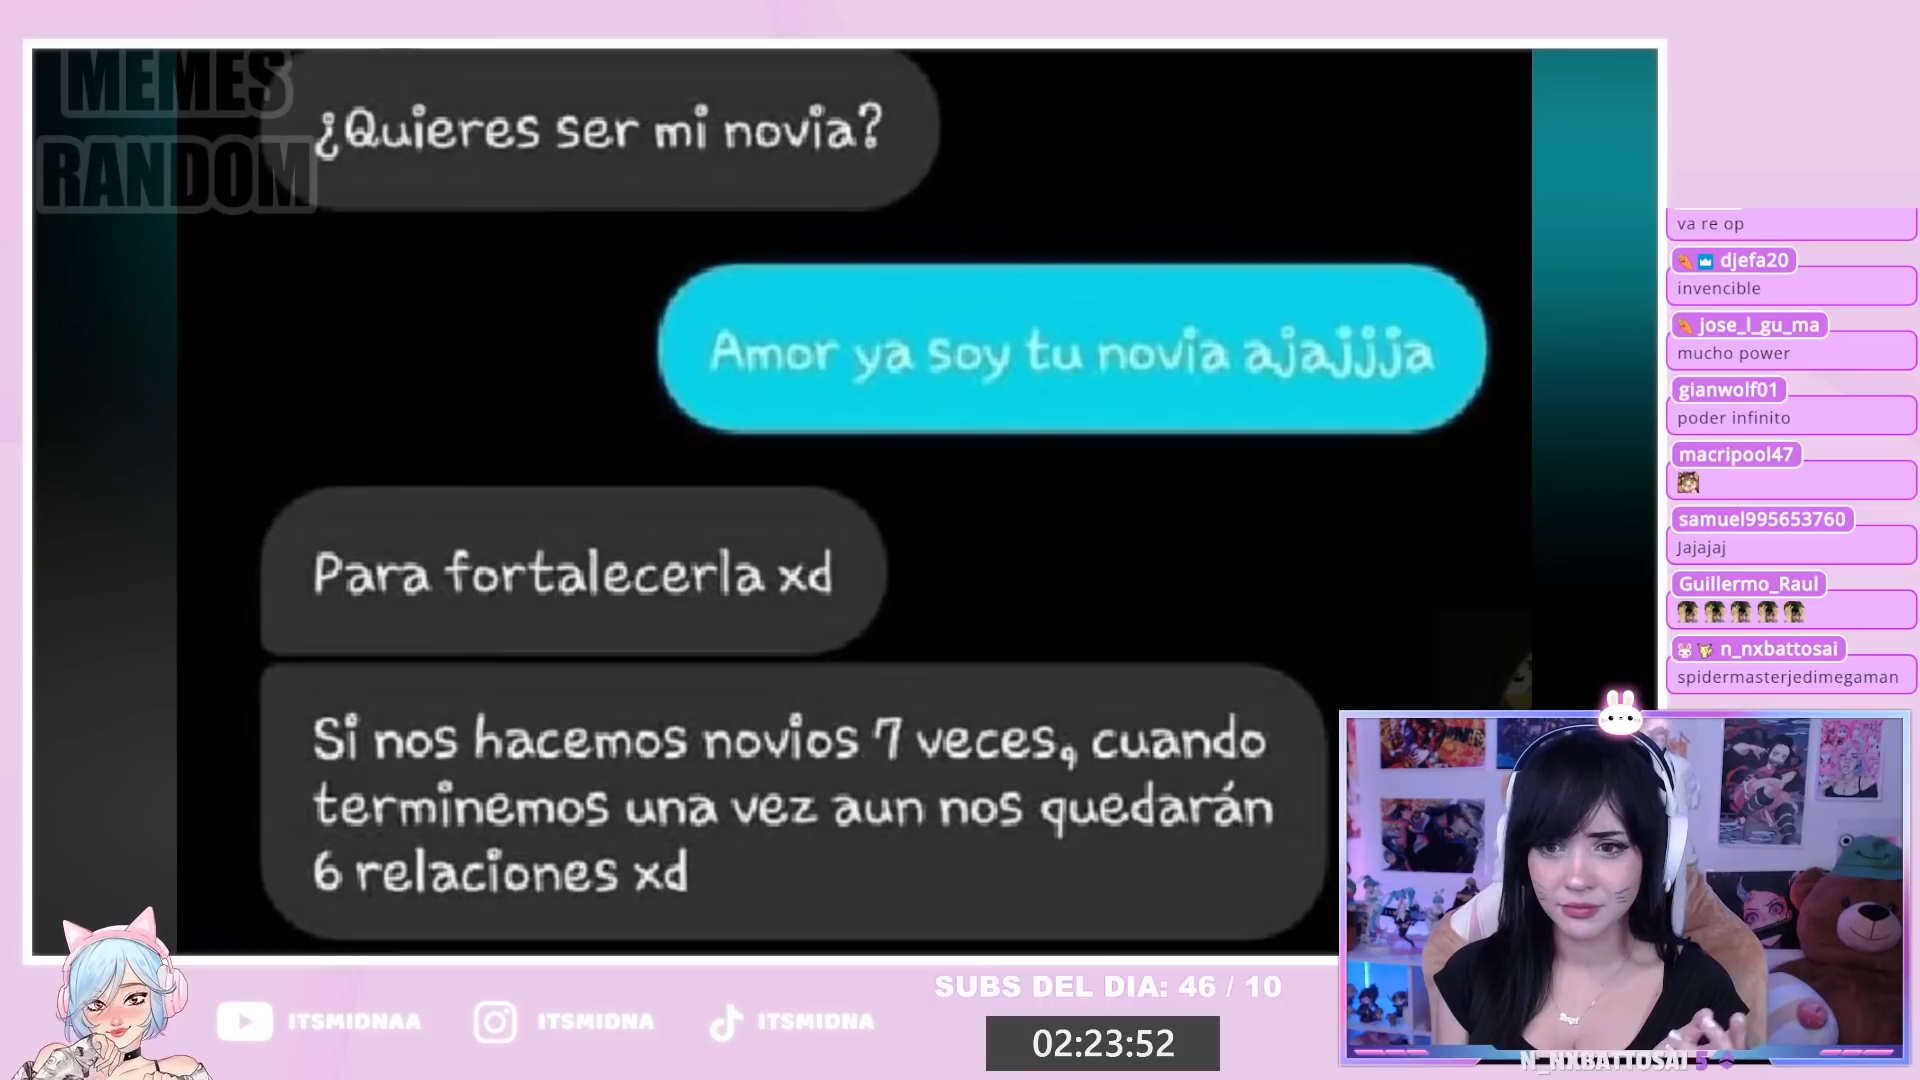 MEMES
RANDOM
¿Quieres ser mi novia?
Amor ya soy tu novia ajajjja
Para fortalecerla xd
Si nos hacemos novios 7 veces, cuando
terminemos una vez aun nos quedarán
6 relaciones xd
va re op
djefa20
invencible
jose_l_gu_ma
mucho power
gianwolf01
poder infinito
macripool47
samuel995653760
Jajajaj
Guillermo_Raul
n_nxbattosai
spidermasterjedimegaman
SUBS DEL DIA: 46 / 10
02:23:52
ITSMIDNAA
ITSMIDNA
ITSMIDNA
N_NXBATTOSAI 5